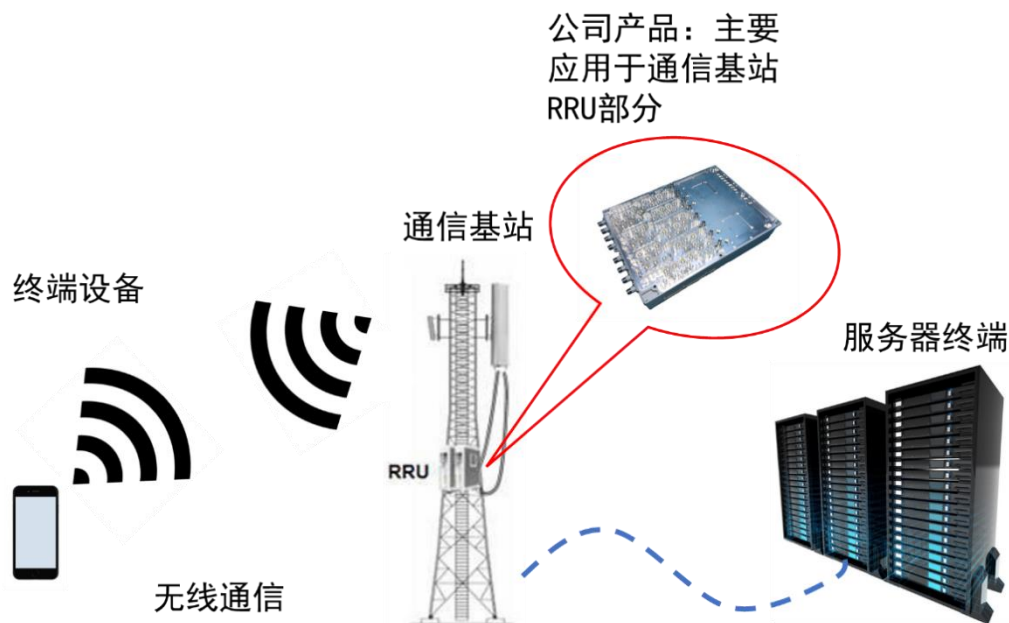 公司产品：主要
应用于通信基站
RRU部分
通信基站
终端设备
服务器终端
RRU
无线通信